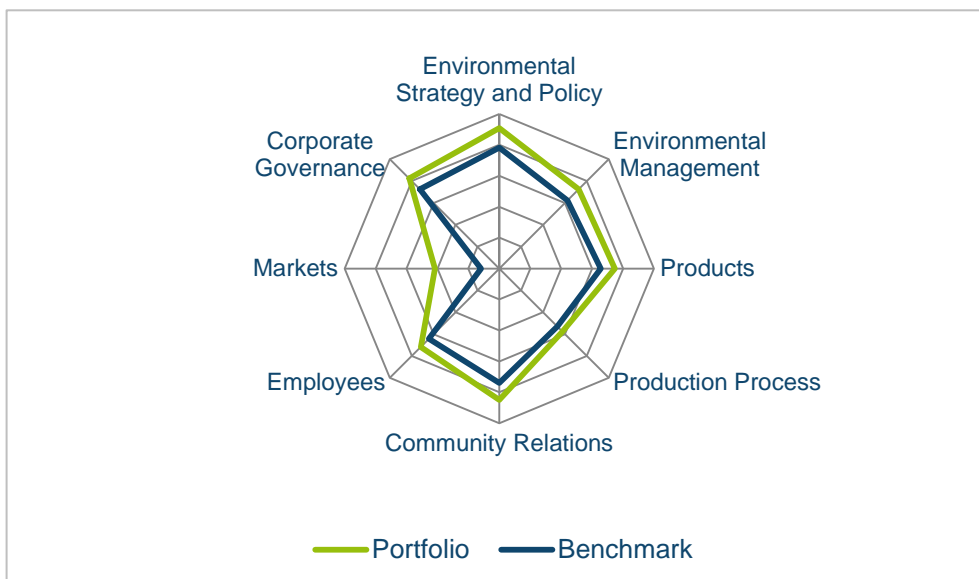 Environmental
Strategy and Policy
Corporate
Governance
Environmental
Management
Markets
Products
Employees
Production Process
Community Relations
Portfolio
Benchmark